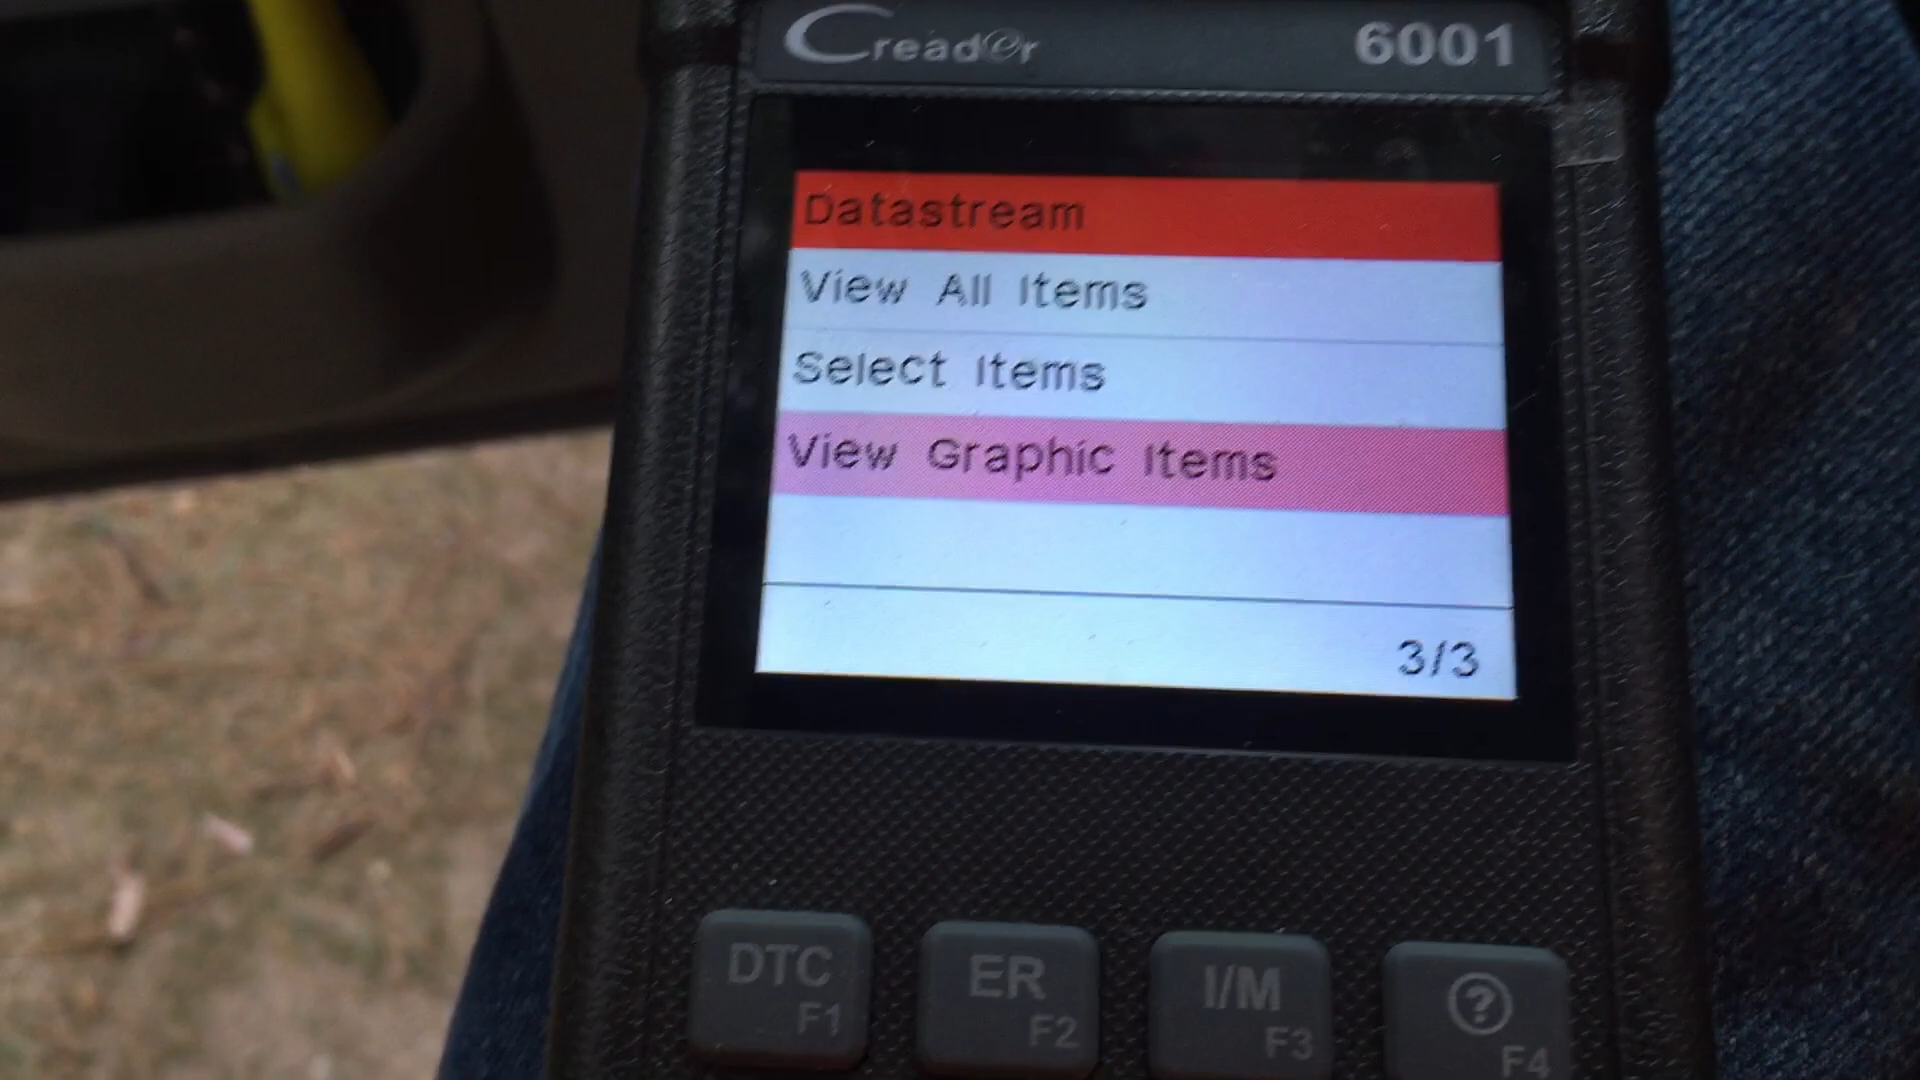 Creader 6001
Datastream
View All Items
Select Items
View Graphic Items
3/3
DTC F1
ER F2
I/M F3
? F4